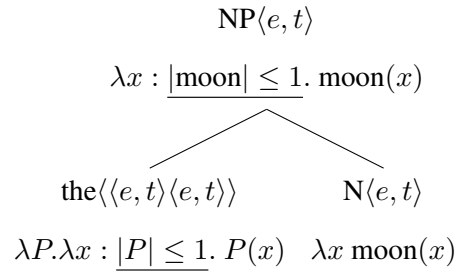 NP⟨e, t⟩
λx : |moon| ≤ 1. moon(x)
the⟨⟨e, t⟩⟨e, t⟩⟩ N⟨e, t⟩
λP.λx : |P| ≤ 1. P(x) λx moon(x)